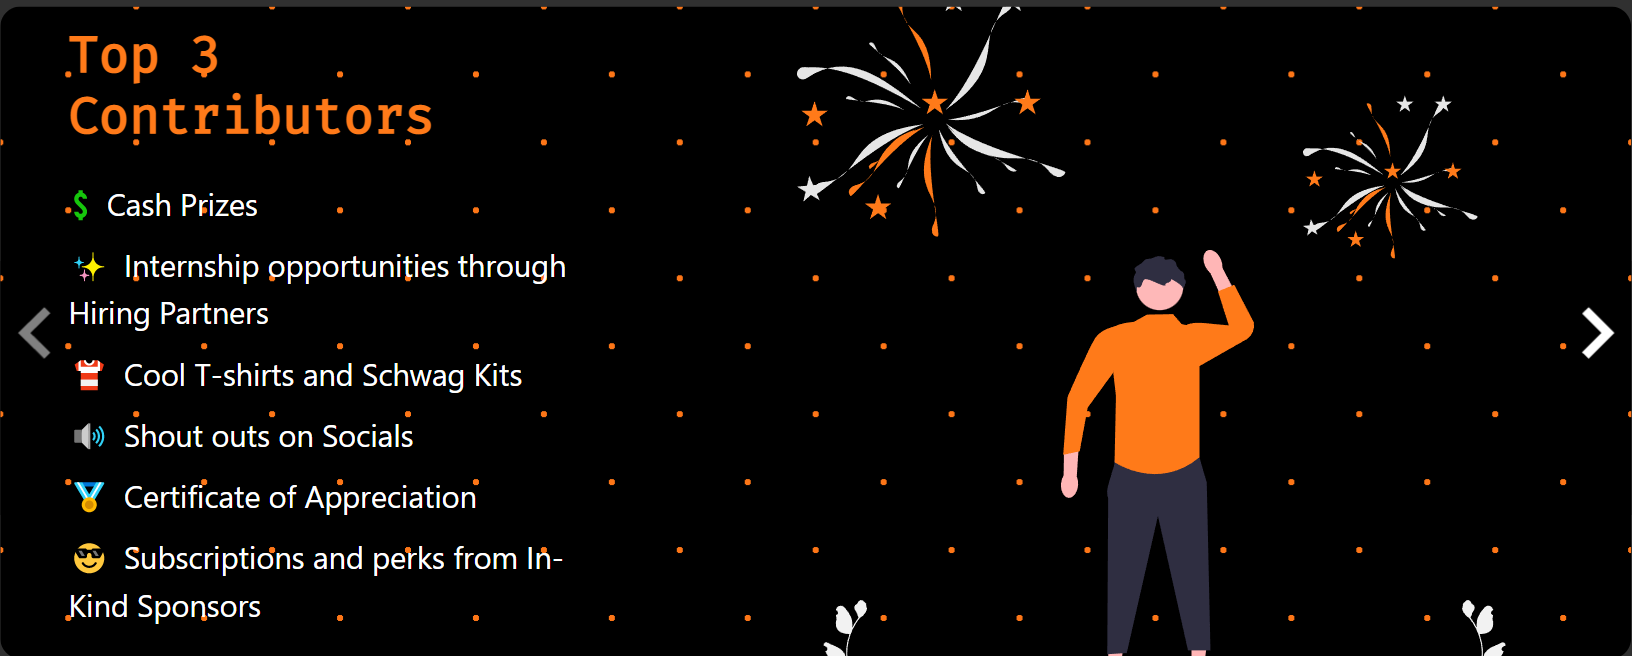 Top 3
Contributors
💲 Cash Prizes
✨ Internship opportunities through
Hiring Partners
👕 Cool T-shirts and Schwag Kits
🔊 Shout outs on Socials
🏅 Certificate of Appreciation
😎 Subscriptions and perks from In-
Kind Sponsors